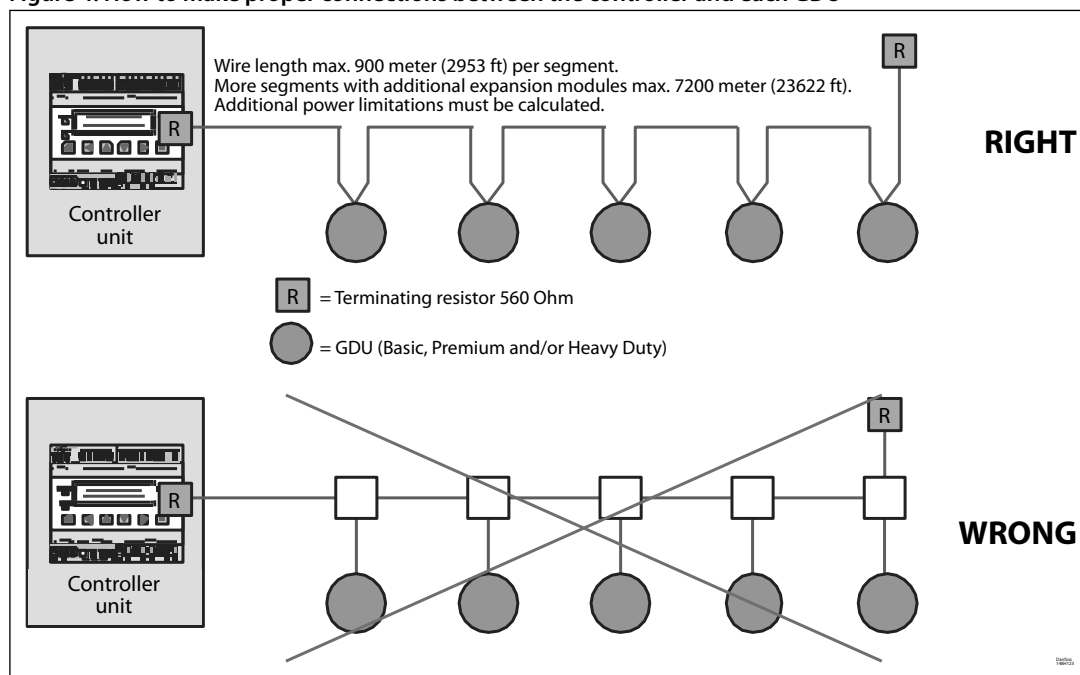 Figure 4: How to make proper connections between the controller and each GDU
Wire length max. 900 meter (2953 ft) per segment.
More segments with additional expansion modules max. 7200 meter (23622 ft).
Additional power limitations must be calculated.
R
R
RIGHT
Controller
unit
R = Terminating resistor 560 Ohm
= GDU (Basic, Premium and/or Heavy Duty)
R
R
WRONG
Controller
unit
Danfoss
148H123